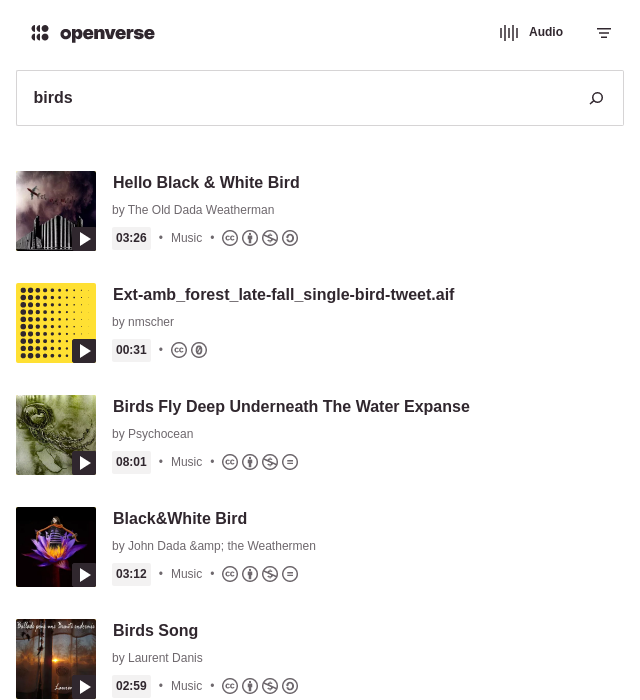 openverse
Audio
birds
Hello Black & White Bird
by The Old Dada Weatherman
03:26 • Music •
Ext-amb_forest_late-fall_single-bird-tweet.aif
by nmscher
00:31 •
Birds Fly Deep Underneath The Water Expanse
by Psychocean
08:01 • Music •
Black&White Bird
by John Dada &amp; the Weathermen
03:12 • Music •
Birds Song
by Laurent Danis
02:59 • Music •